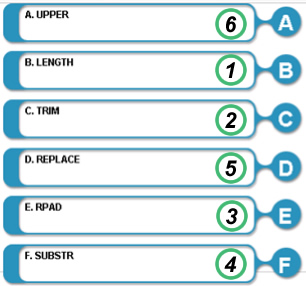 A. UPPER 6 A
B. LENGTH 1 B
C. TRIM 2 C
D. REPLACE 5 D
E. RPAD 3 E
F. SUBSTR 4 F